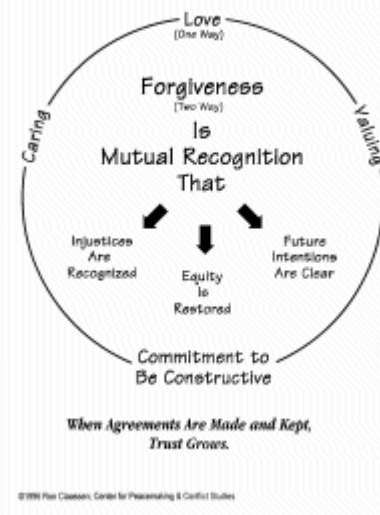 Love
(One Way)
Forgiveness
(Two Way)
Is
Mutual Recognition
That
Caring
Valuing
Injustices
Are
Recognized
Equity
Is
Restored
Future
Intentions
Are Clear
Commitment to
Be Constructive
When Agreements Are Made and Kept,
Trust Grows.
©1996 Ron Claassen, Center for Peacemaking & Conflict Studies